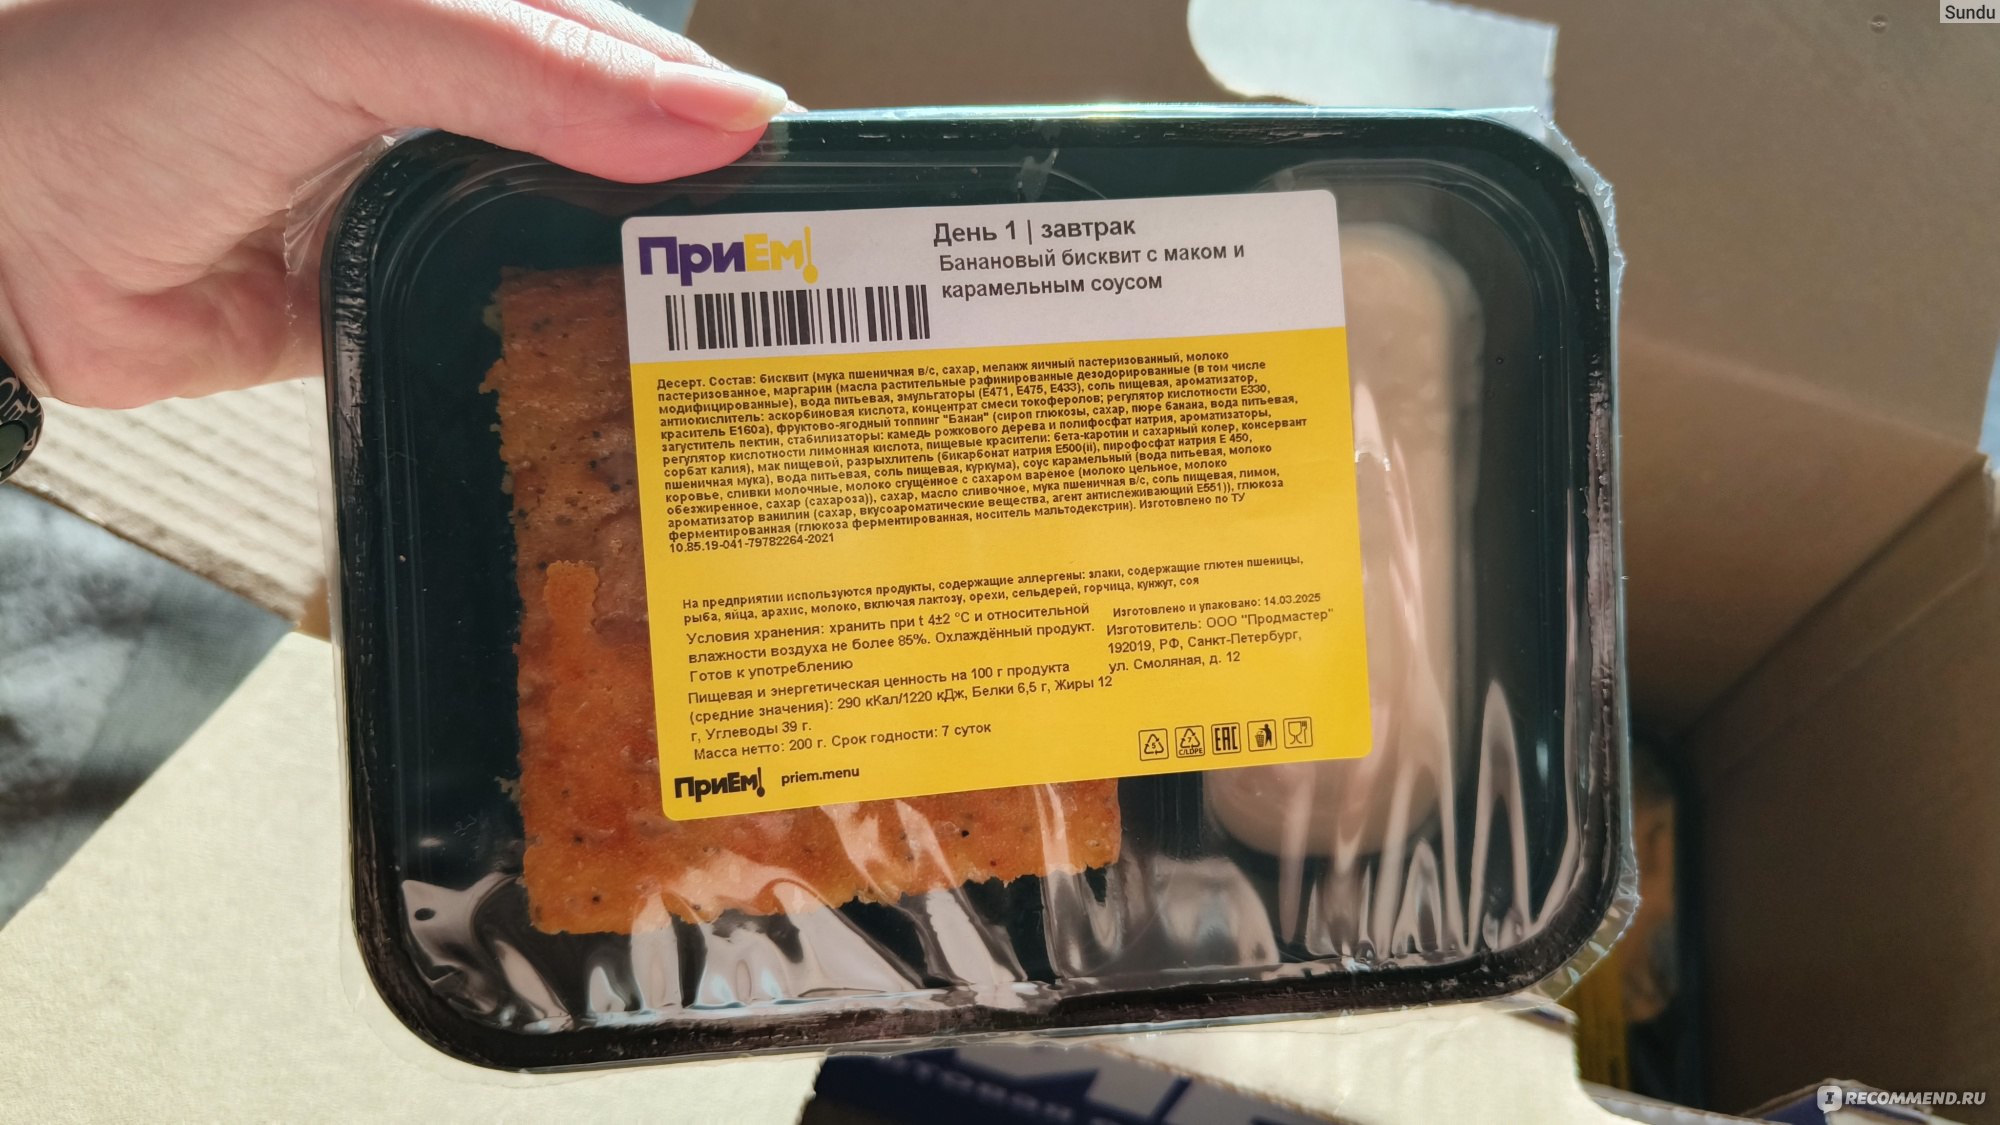 Sundu
ПриЕм!
День 1 | завтрак
Банановый бисквит с маком и
карамельным соусом
Десерт. Состав: бисквит (мука пшеничная в/с, сахар, меланж яичный пастеризованный, молоко
пастеризованное, маргарин (масла растительные рафинированные дезодорированные (в том числе
модифицированные), вода питьевая, эмульгаторы (Е471, Е475, Е433), соль пищевая, ароматизатор,
антиокислитель: аскорбиновая кислота, концентрат смеси токоферолов; регулятор кислотности Е330,
краситель Е160а), фруктово-ягодный топпинг "Банан" (сироп глюкозы, сахар, пюре банана, вода питьевая,
загуститель пектин, стабилизаторы: камедь рожкового дерева и полифосфат натрия, ароматизаторы,
регулятор кислотности лимонная кислота, пищевые красители: бета-каротин и сахарный колер, консервант
сорбат калия), мак пищевой, разрыхлитель (бикарбонат натрия Е500(ii), пирофосфат натрия Е 450,
пшеничная мука), вода питьевая, соль пищевая, куркума), соус карамельный (вода питьевая, молоко
коровье, сливки молочные, молоко сгущённое с сахаром вареное (молоко цельное, молоко
обезжиренное, сахар (сахароза)), сахар, масло сливочное, мука пшеничная в/с, соль пищевая, лимон,
ароматизатор ванилин (сахар, вкусоароматические вещества, агент антислеживающий Е551)), глюкоза
ферментированная (глюкоза ферментированная, носитель мальтодекстрин). Изготовлено по ТУ
10.85.19-041-79782264-2021
На предприятии используются продукты, содержащие аллергены: злаки, содержащие глютен пшеницы,
рыба, яйца, арахис, молоко, включая лактозу, орехи, сельдерей, горчица, кунжут, соя
Условия хранения: хранить при t 4±2 °С и относительной
влажности воздуха не более 85%. Охлаждённый продукт.
Готов к употреблению
Пищевая и энергетическая ценность на 100 г продукта
(средние значения): 290 кКал/1220 кДж, Белки 6,5 г, Жиры 12
г, Углеводы 39 г.
Масса нетто: 200 г. Срок годности: 7 суток
Изготовлено и упаковано: 14.03.2025
Изготовитель: ООО "Продмастер"
192019, РФ, Санкт-Петербург,
ул. Смоляная, д. 12
5
7
C/LDPE
EAC
ПриЕм! priem.menu
IRECOMMEND.RU